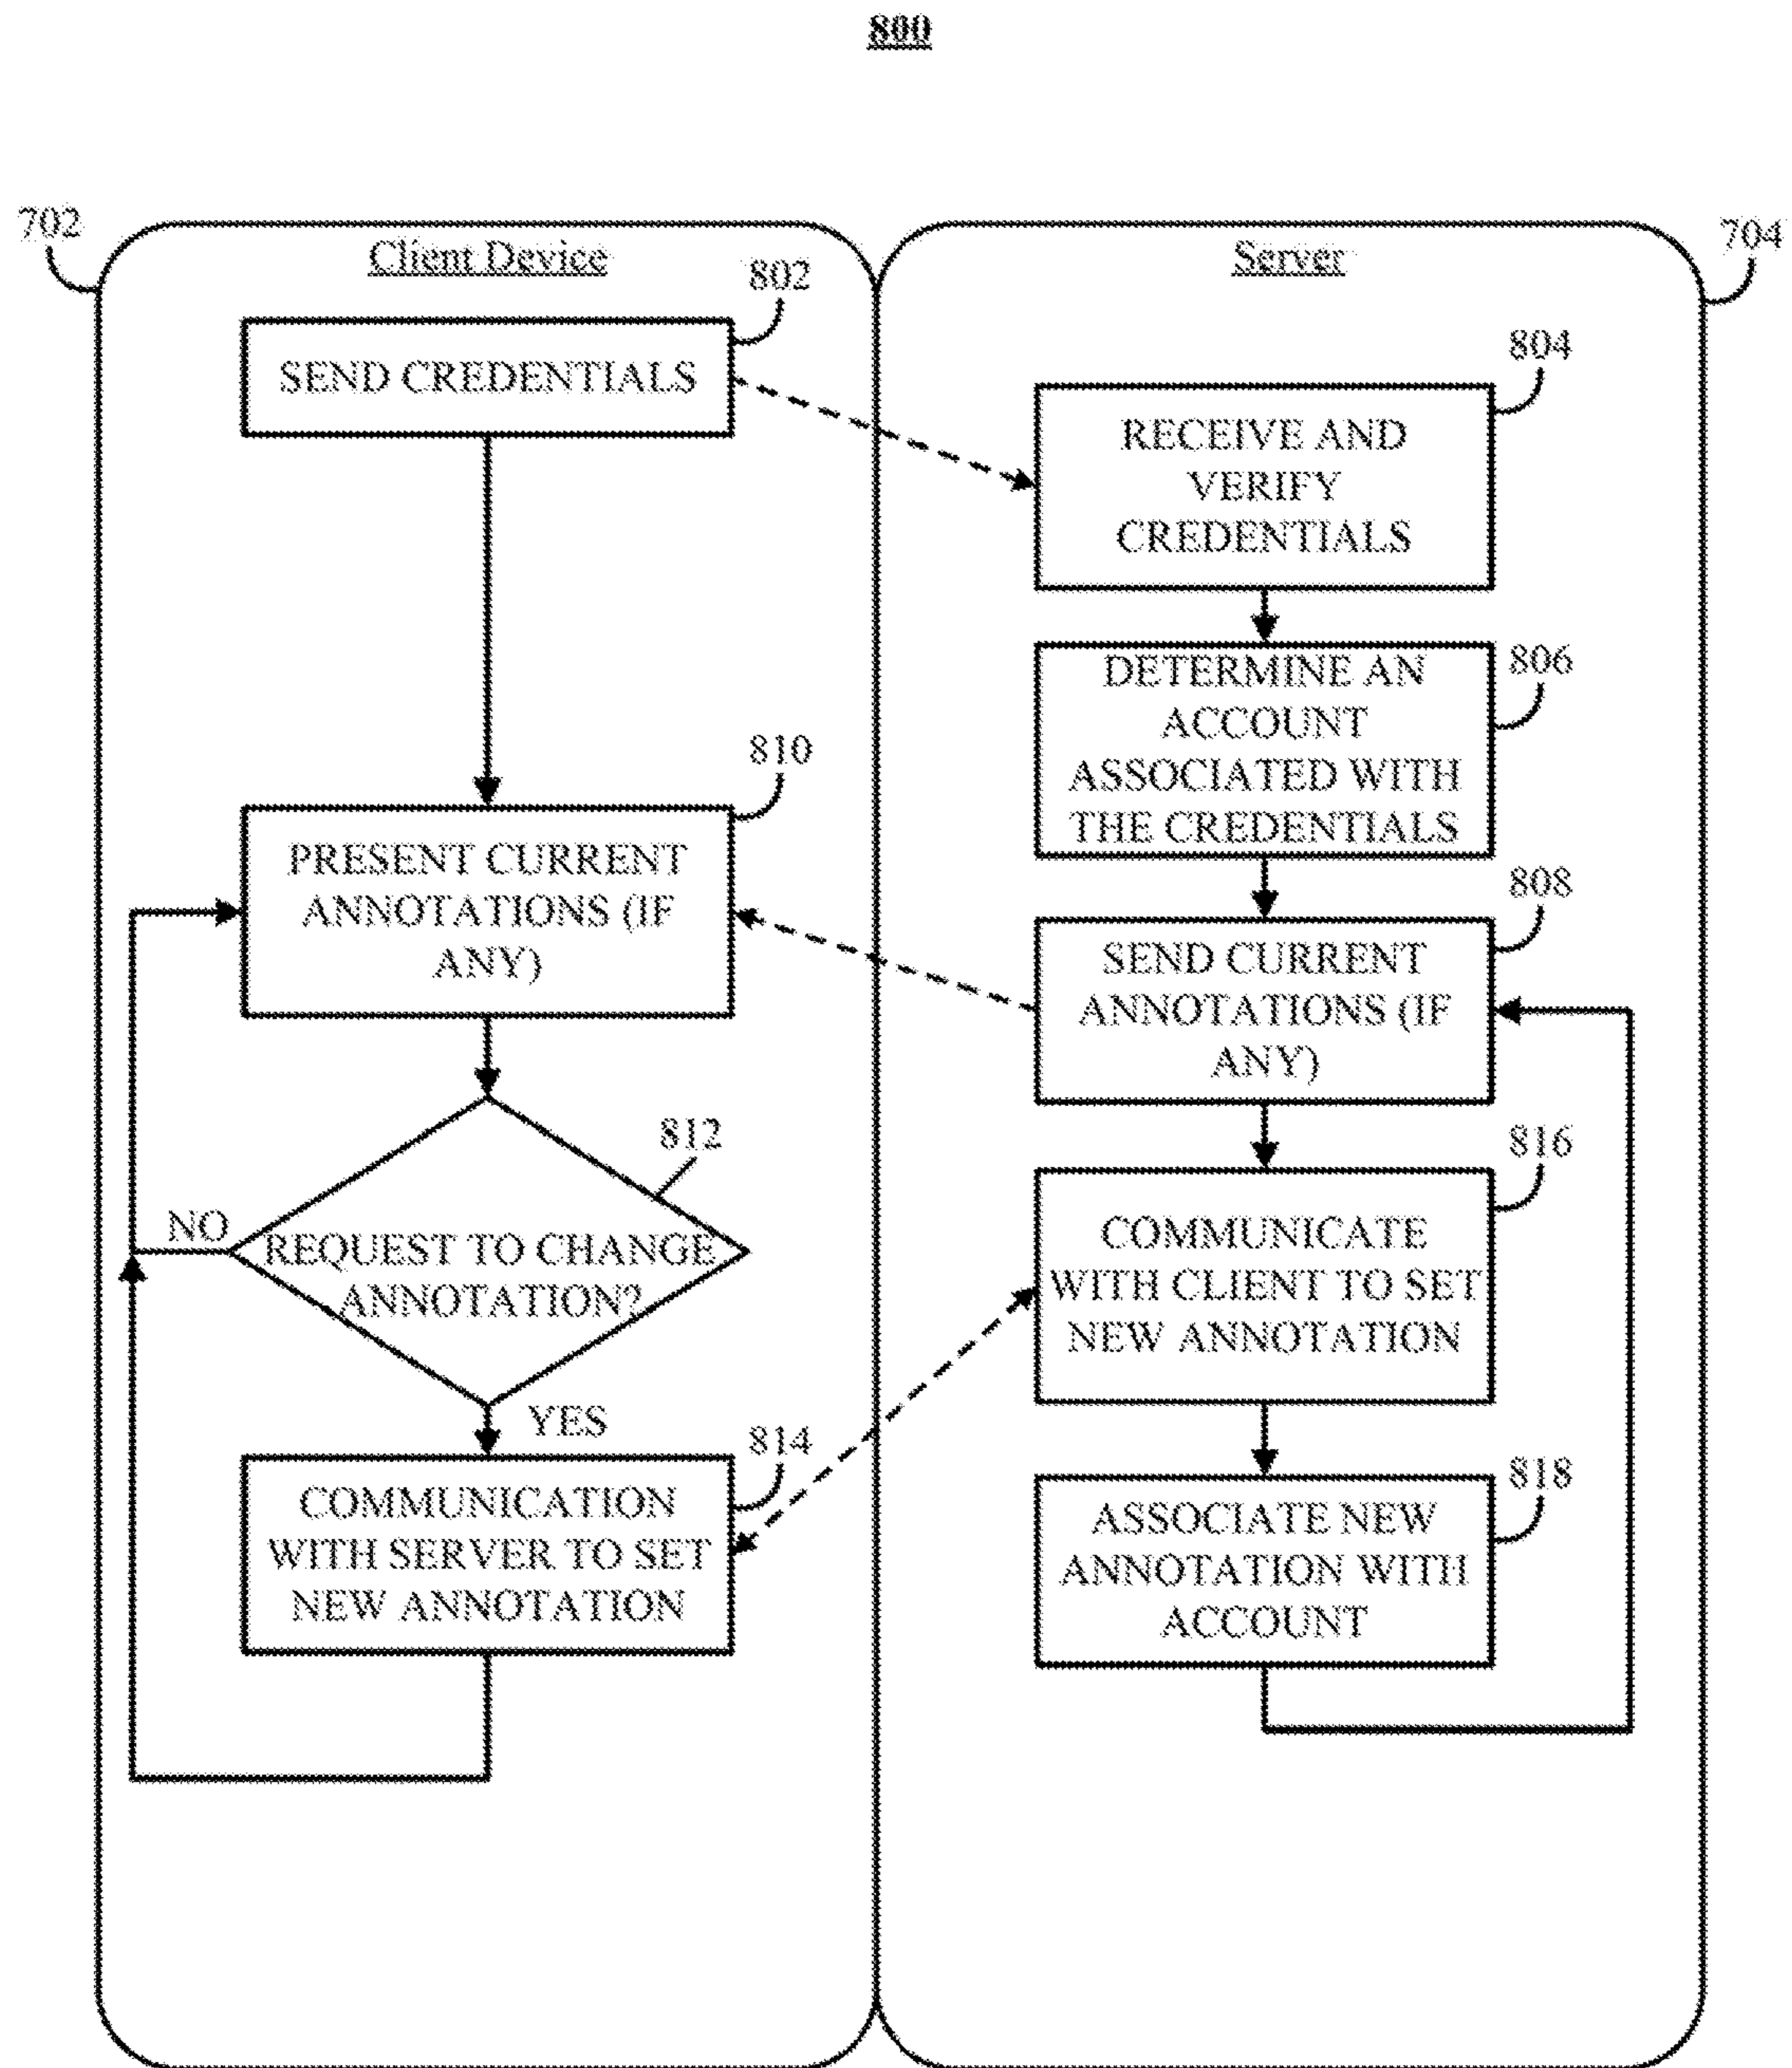 800
702
Client Device
802
SEND CREDENTIALS
810
PRESENT CURRENT
ANNOTATIONS (IF
ANY)
812
NO
REQUEST TO CHANGE
ANNOTATION?
YES
814
COMMUNICATION
WITH SERVER TO SET
NEW ANNOTATION
704
Server
804
RECEIVE AND
VERIFY
CREDENTIALS
806
DETERMINE AN
ACCOUNT
ASSOCIATED WITH
THE CREDENTIALS
808
SEND CURRENT
ANNOTATIONS (IF
ANY)
816
COMMUNICATE
WITH CLIENT TO SET
NEW ANNOTATION
818
ASSOCIATE NEW
ANNOTATION WITH
ACCOUNT